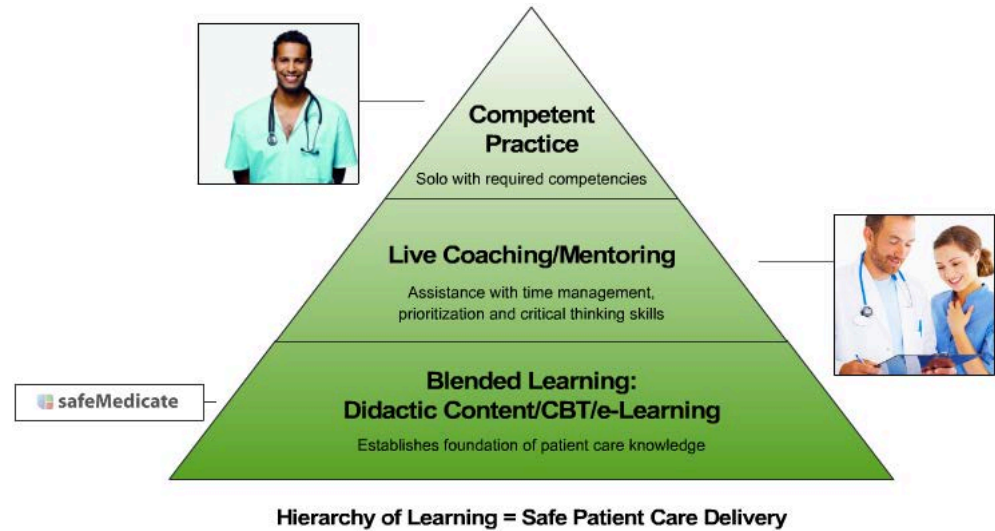 Competent
Practice
Solo with required competencies
Live Coaching/Mentoring
Assistance with time management,
prioritization and critical thinking skills
safeMedicate
Blended Learning:
Didactic Content/CBT/e-Learning
Establishes foundation of patient care knowledge
Hierarchy of Learning = Safe Patient Care Delivery